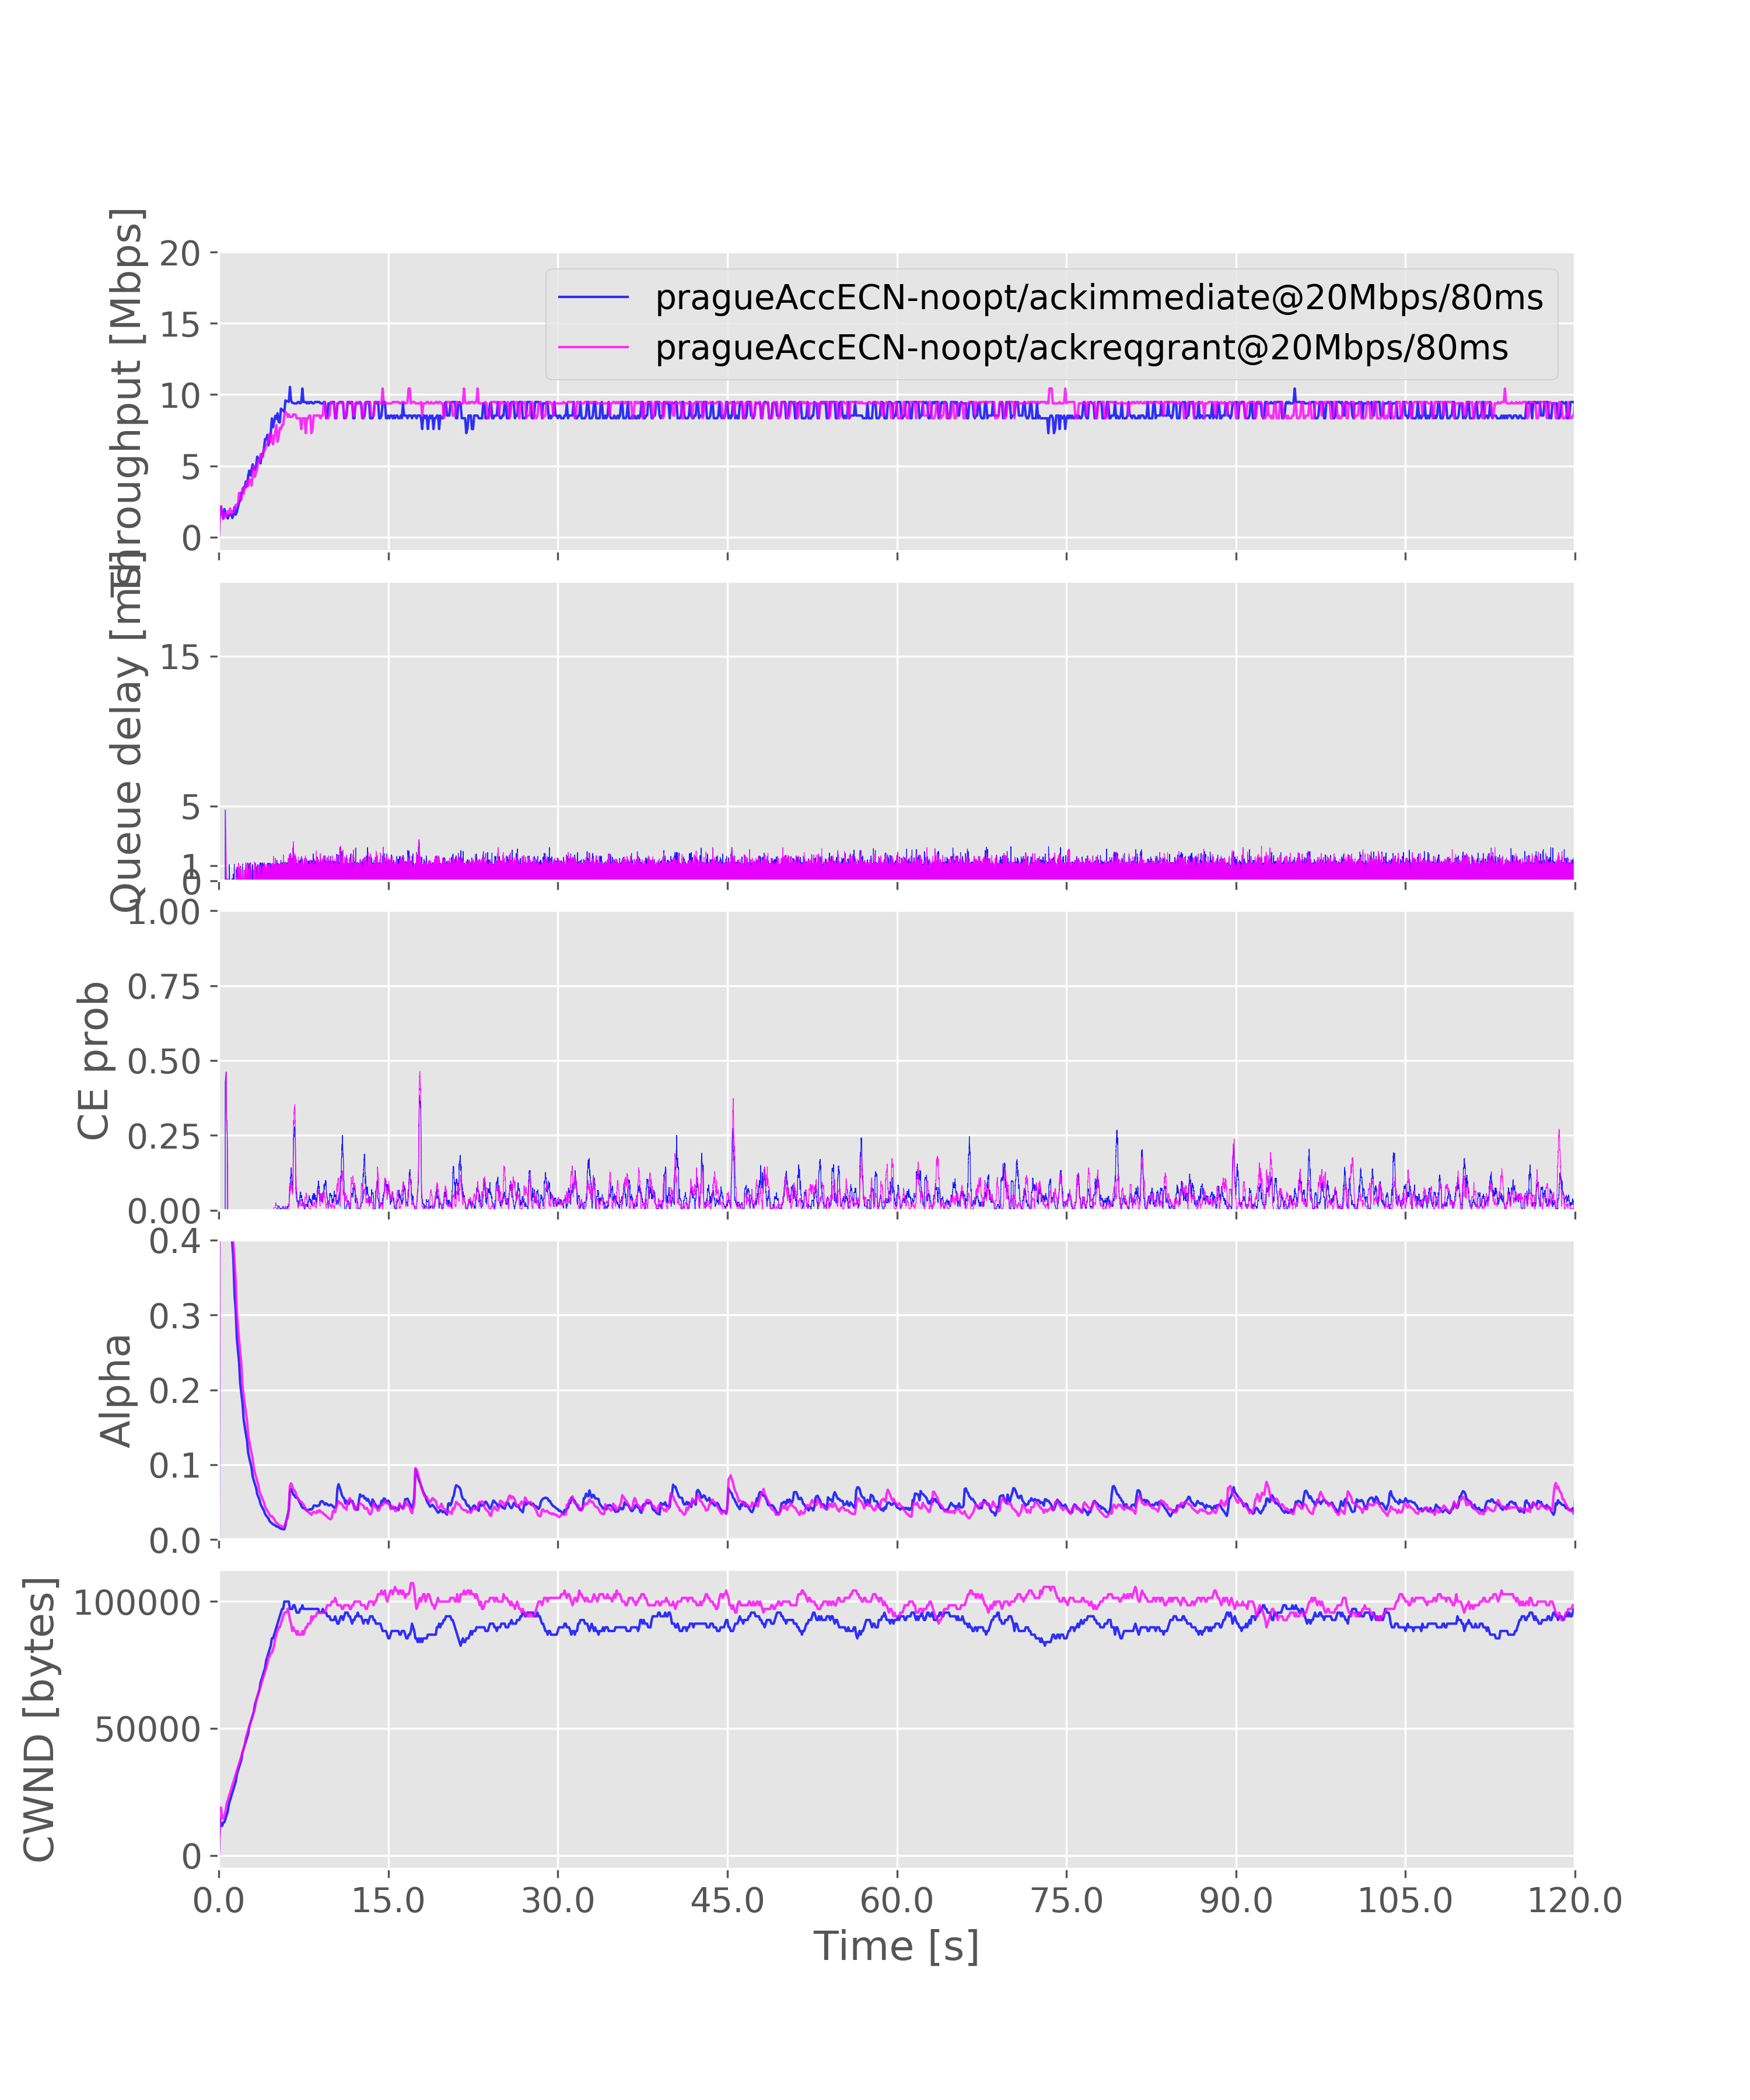 Throughput [Mbps]
20
15
10
5
0
pragueAccECN-noopt/ackimmediate@20Mbps/80ms
pragueAccECN-noopt/ackreqgrant@20Mbps/80ms
Queue delay [ms]
15
5
1
0
CE prob
1.00
0.75
0.50
0.25
0.00
Alpha
0.4
0.3
0.2
0.1
0.0
CWND [bytes]
100000
50000
0
0.0 15.0 30.0 45.0 60.0 75.0 90.0 105.0 120.0
Time [s]